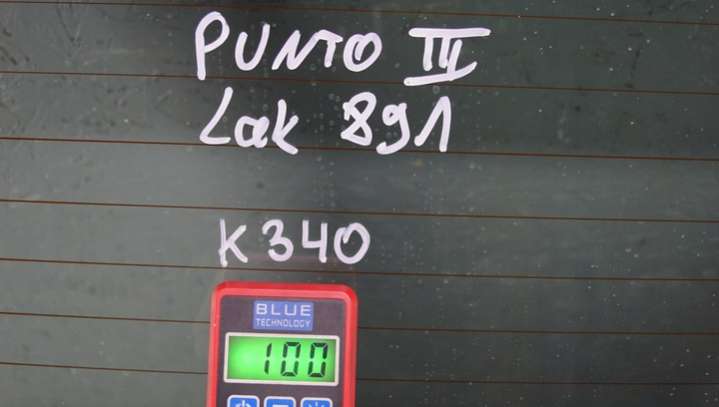 PUNTO III
Lak 891
K340
BLUE
TECHNOLOGY
100